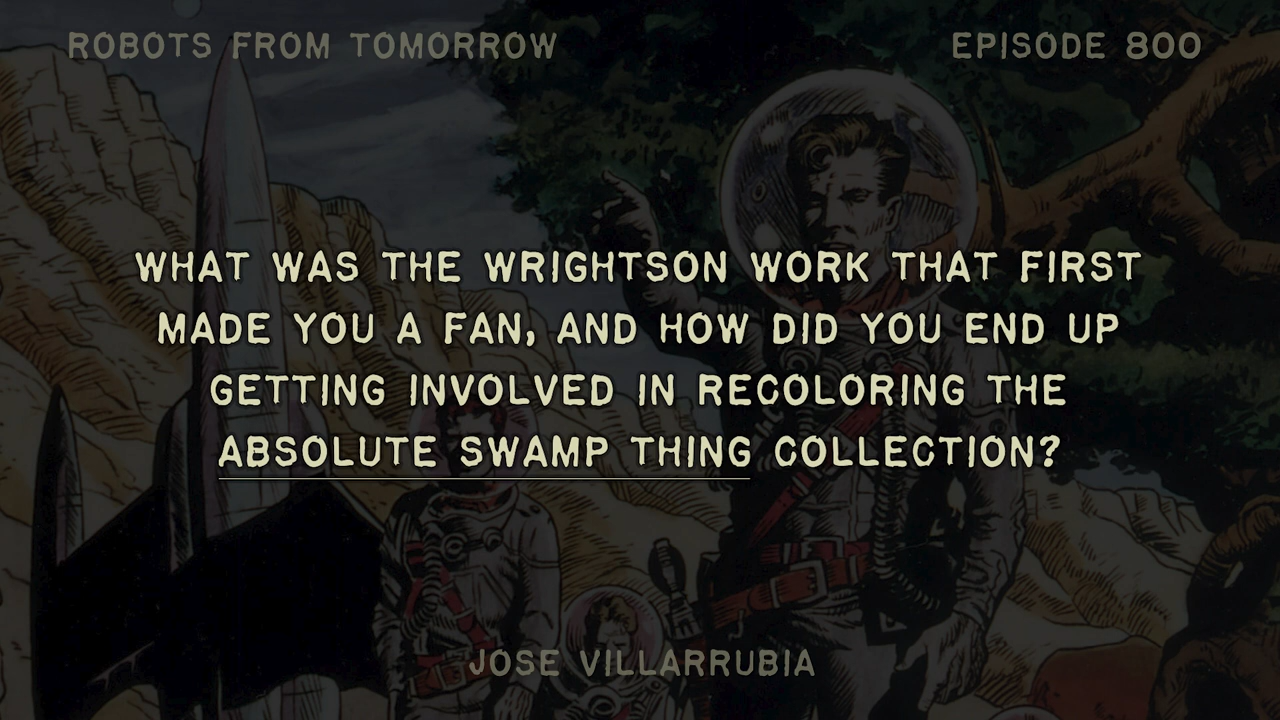 ROBOTS FROM TOMORROW
EPISODE 800
WHAT WAS THE WRIGHTSON WORK THAT FIRST
MADE YOU A FAN, AND HOW DID YOU END UP
GETTING INVOLVED IN RECOLORING THE
ABSOLUTE SWAMP THING COLLECTION?
JOSE VILLARRUBIA